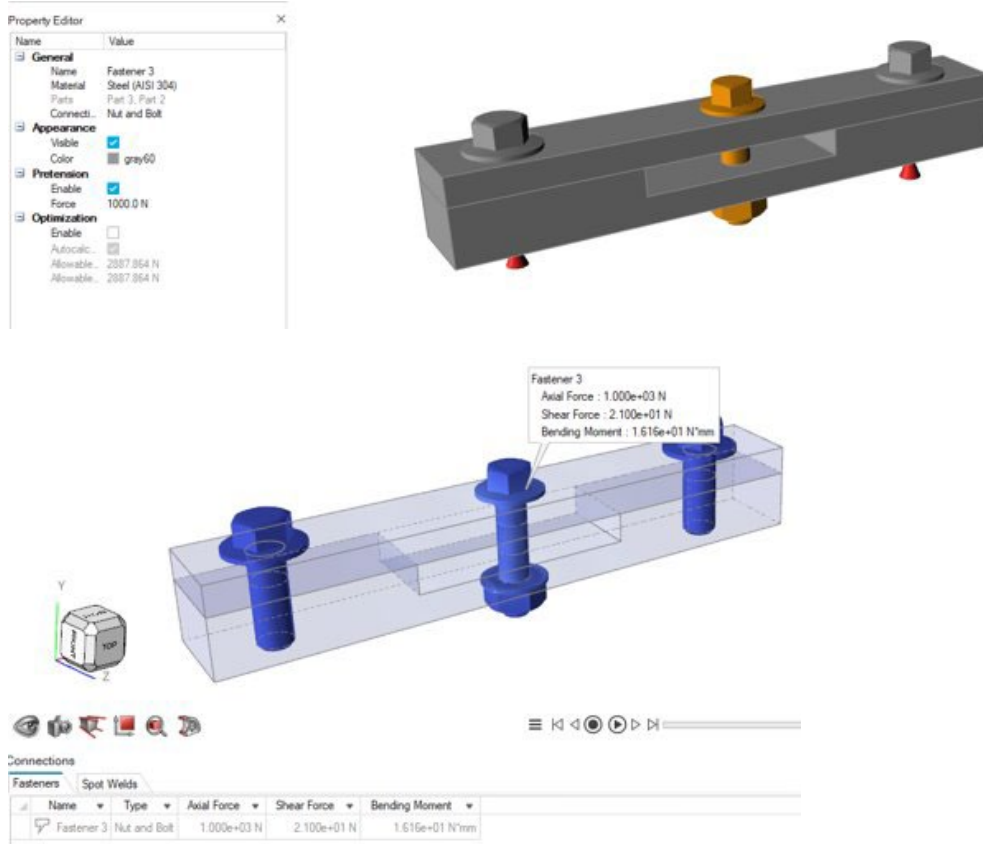 Property Editor
Name Value
General
Name Fastener 3
Material Steel (AISI 304)
Parts Part 3, Part 2
Connecti... Nut and Bolt
Appearance
Visible
Color gray60
Pretension
Enable
Force 1000.0 N
Optimization
Enable
Autocalc...
Allowable... 2887.864 N
Allowable... 2887.864 N
Fastener 3
Axial Force : 1.000e+03 N
Shear Force : 2.100e+01 N
Bending Moment : 1.616e+01 N*mm
Y
FRONT
TOP
Z
Connections
Fasteners Spot Welds
Name Type Axial Force Shear Force Bending Moment
Fastener 3 Nut and Bolt 1.000e+03 N 2.100e+01 N 1.616e+01 N*mm